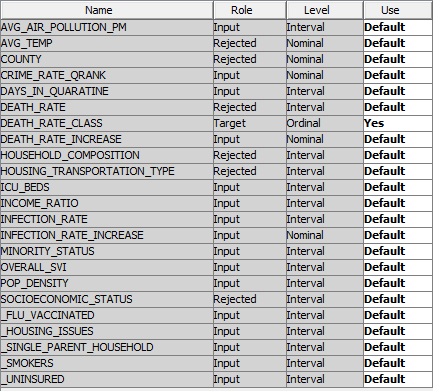 Name Role Level Use
AVG_AIR_POLLUTION_PM Input Interval Default
AVG_TEMP Rejected Nominal Default
COUNTY Rejected Nominal Default
CRIME_RATE_QRANK Input Nominal Default
DAYS_IN_QUARATINE Input Interval Default
DEATH_RATE Rejected Interval Default
DEATH_RATE_CLASS Target Ordinal Yes
DEATH_RATE_INCREASE Input Nominal Default
HOUSEHOLD_COMPOSITION Rejected Interval Default
HOUSING_TRANSPORTATION_TYPE Rejected Interval Default
ICU_BEDS Input Interval Default
INCOME_RATIO Input Interval Default
INFECTION_RATE Input Interval Default
INFECTION_RATE_INCREASE Input Nominal Default
MINORITY_STATUS Input Interval Default
OVERALL_SVI Input Interval Default
POP_DENSITY Input Interval Default
SOCIOECONOMIC_STATUS Rejected Interval Default
_FLU_VACCINATED Input Interval Default
_HOUSING_ISSUES Input Interval Default
_SINGLE_PARENT_HOUSEHOLD Input Interval Default
_SMOKERS Input Interval Default
_UNINSURED Input Interval Default